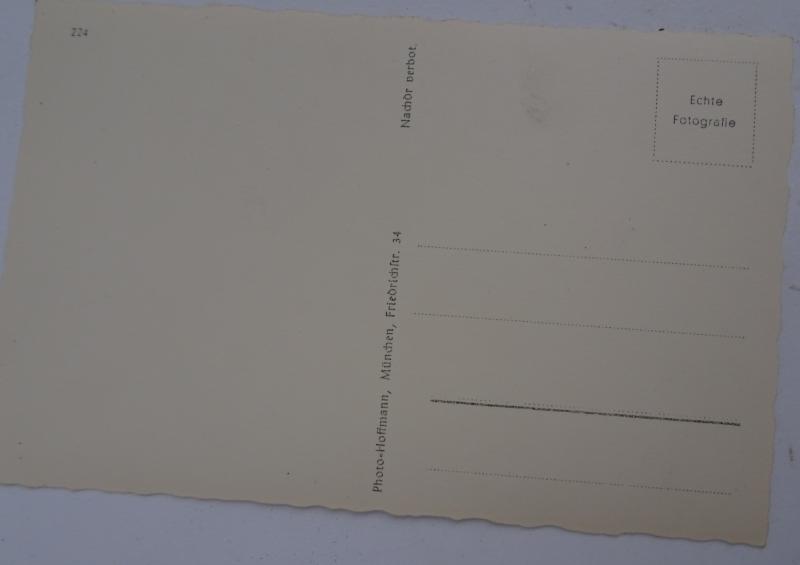 224
Photo-Hoffmann, München, Friedrichstr. 34
Nachdr verbot.
Echte
Fotografie